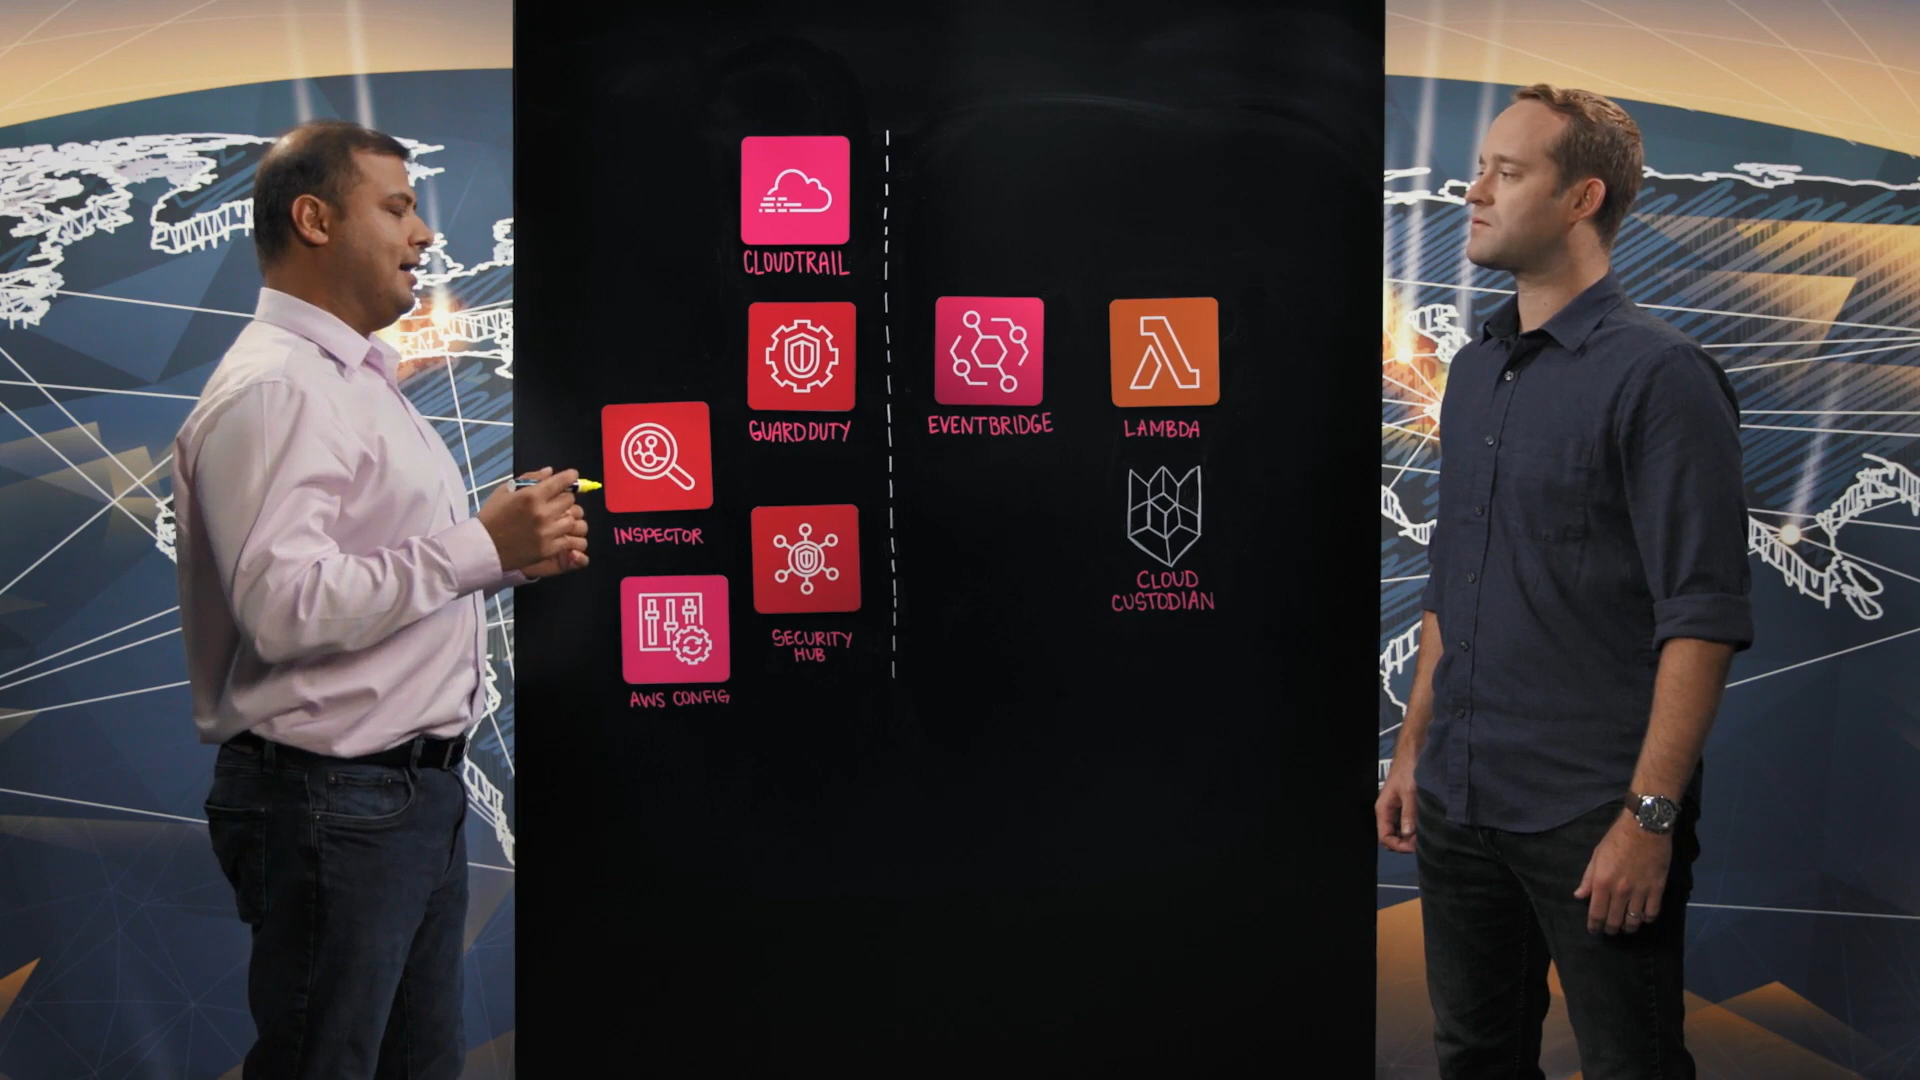 CLOUDTRAIL
GUARDDUTY
INSPECTOR
SECURITY
HUB
AWS CONFIG
EVENTBRIDGE
LAMBDA
CLOUD
CUSTODIAN